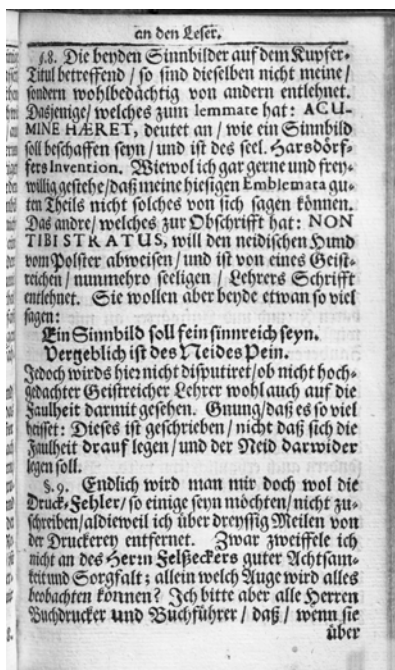 an den Leser.
§.8. Die beyden Sinnbilder auf dem Kupfer-
Titul betreffend / so sind dieselben nicht meine /
sondern wohlbedächtig von andern entlehnet.
Dasjenige / welches zum lemmate hat: ACU-
MINE HÆRET, deutet an / wie ein Sinnbild
soll beschaffen seyn / und ist des seel. Harsdörf-
fers Invention. Wiewol ich gar gerne und frey-
willig gestehe / daß meine hiesigen Emblemata gu-
ten Theils nicht solches von sich sagen können.
Das andre / welches zur Obschrifft hat: NON
TIBI STRATUS, will den neidischen Hund
vom Polster abweisen / und ist von eines Geist-
reichen / nunmehro seeligen / Lehrers Schrifft
entlehnet. Sie wollen aber beyde etwan so viel
sagen:
Ein Sinnbild soll fein sinnreich seyn.
Vergeblich ist des Neides Pein.
Jedoch wirds hier nicht disputiret / ob nicht hoch-
gedachter Geistreicher Lehrer wohl auch auf die
Faulheit darmit gesehen. Gnung / daß es so viel
heisset: Dieses ist geschrieben / nicht daß sich die
Faulheit drauf legen / und der Neid darwider
legen soll.
§.9. Endlich wird man mir doch wol die
Druck-Fehler / so einige seyn möchten / nicht zu-
schreiben / aldieweil ich über dreyssig Meilen von
der Druckerey entfernet. Zwar zweiffele ich
nicht an des Herrn Felßeckers guter Achtsam-
keit und Sorgfalt; allein welch Auge wird alles
beobachten können? Ich bitte aber alle Herren
Buchdrucker und Buchführer / daß / wenn sie
über